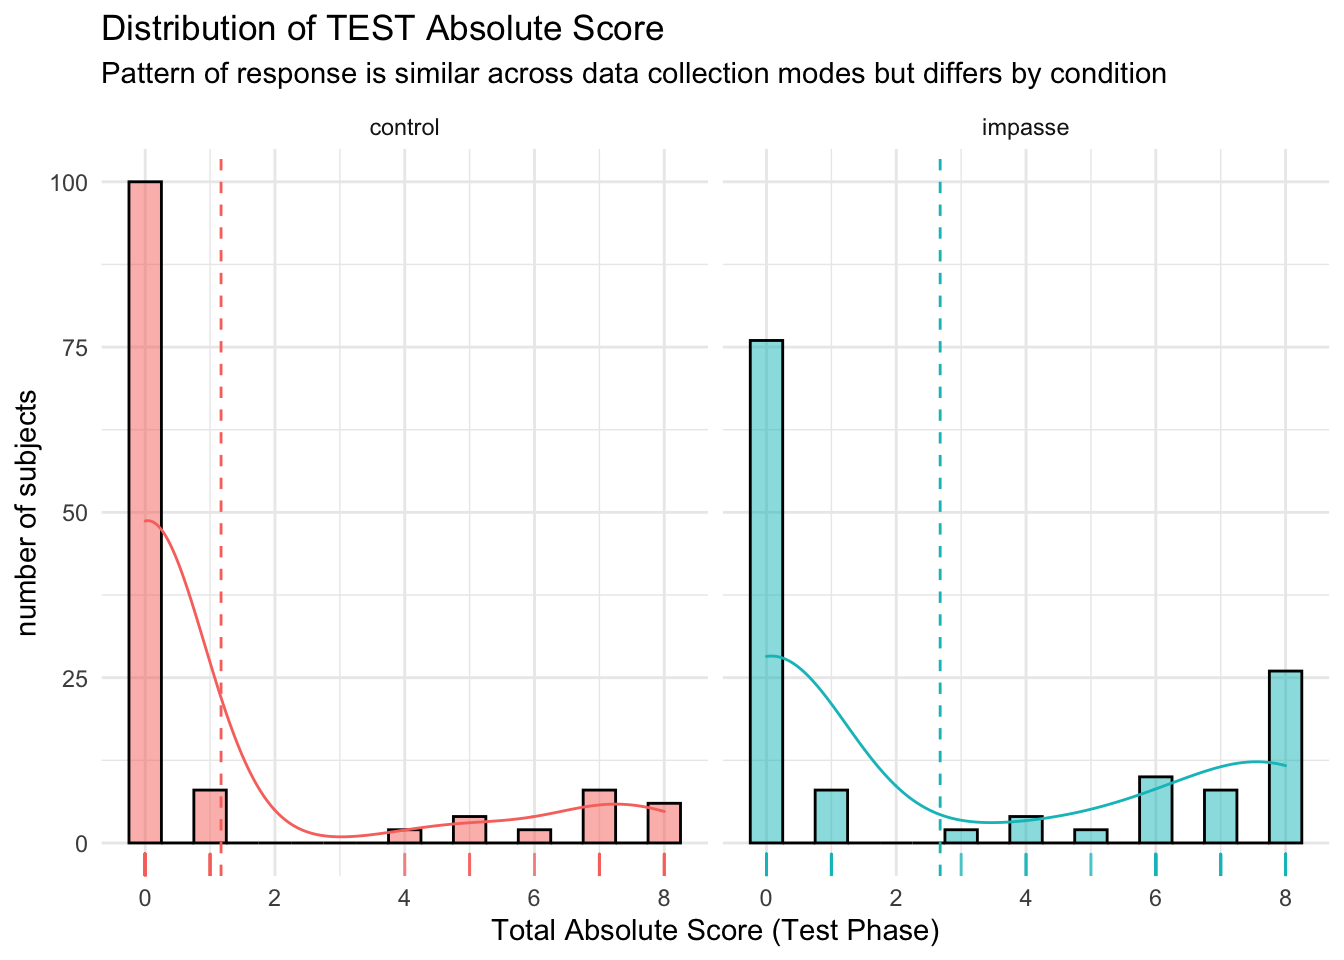 Distribution of TEST Absolute Score
Pattern of response is similar across data collection modes but differs by condition
control
impasse
100
75
50
25
0
number of subjects
0 2 4 6 8
0 2 4 6 8
Total Absolute Score (Test Phase)